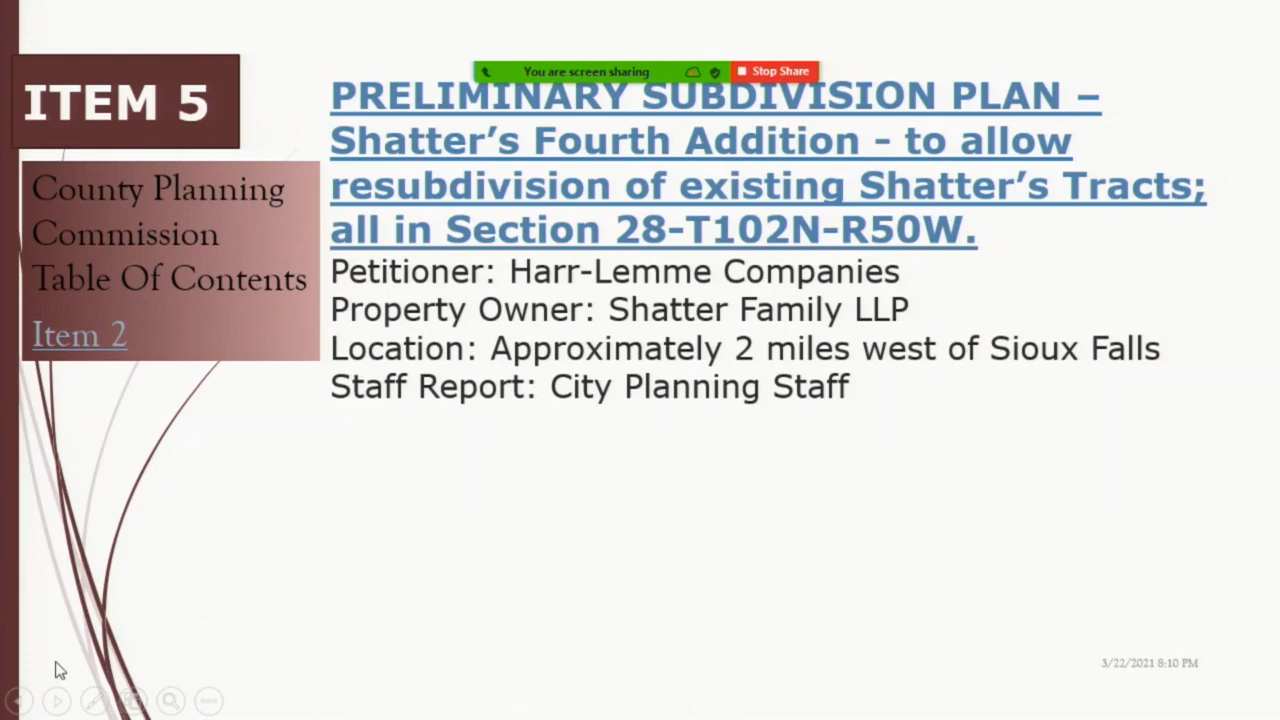 You are screen sharing
Stop Share
ITEM 5
PRELIMINARY SUBDIVISION PLAN –
Shatter’s Fourth Addition - to allow
resubdivision of existing Shatter’s Tracts;
all in Section 28-T102N-R50W.
Petitioner: Harr-Lemme Companies
Property Owner: Shatter Family LLP
Location: Approximately 2 miles west of Sioux Falls
Staff Report: City Planning Staff
County Planning
Commission
Table Of Contents
Item 2
3/22/2021 8:10 PM